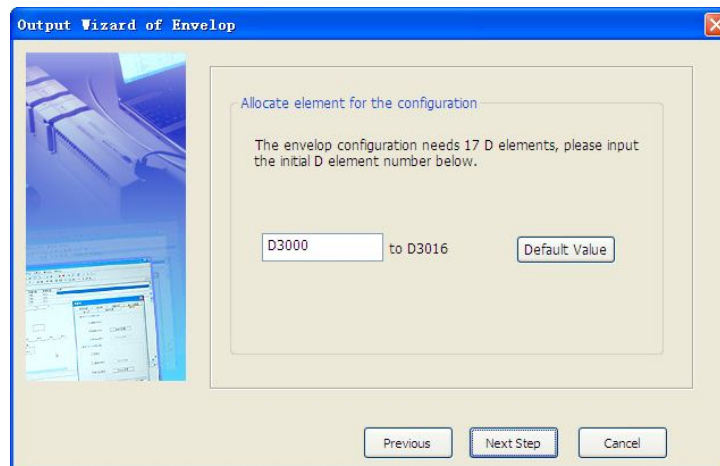 Output Wizard of Envelop
Allocate element for the configuration
The envelop configuration needs 17 D elements, please input
the initial D element number below.
D3000 to D3016 Default Value
Previous Next Step Cancel